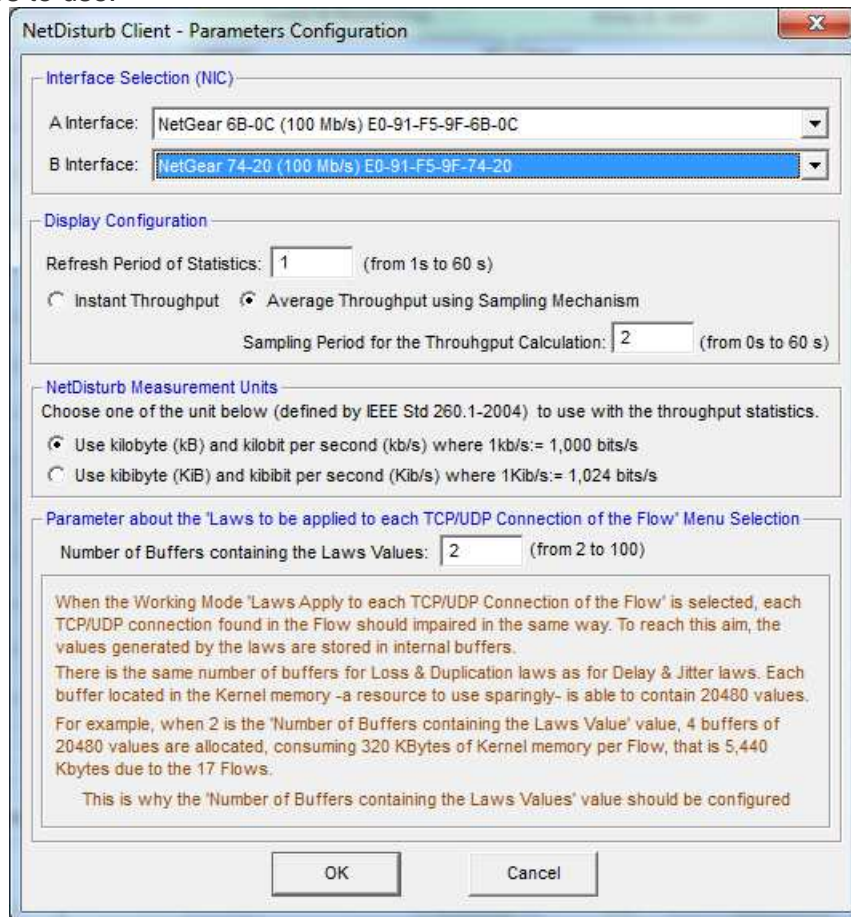 to use.
NetDisturb Client - Parameters Configuration
Interface Selection (NIC)
A Interface: NetGear 6B-0C (100 Mb/s) E0-91-F5-9F-6B-0C
B Interface: NetGear 74-20 (100 Mb/s) E0-91-F5-9F-74-20
Display Configuration
Refresh Period of Statistics: 1 (from 1s to 60 s)
Instant Throughput Average Throughput using Sampling Mechanism
Sampling Period for the Throuhgput Calculation: 2 (from 0s to 60 s)
NetDisturb Measurement Units
Choose one of the unit below (defined by IEEE Std 260.1-2004) to use with the throughput statistics.
Use kilobyte (kB) and kilobit per second (kb/s) where 1kb/s:= 1,000 bits/s
Use kibibyte (KiB) and kibibit per second (Kib/s) where 1Kib/s:= 1,024 bits/s
Parameter about the 'Laws to be applied to each TCP/UDP Connection of the Flow' Menu Selection
Number of Buffers containing the Laws Values: 2 (from 2 to 100)
When the Working Mode 'Laws Apply to each TCP/UDP Connection of the Flow' is selected, each
TCP/UDP connection found in the Flow should impaired in the same way. To reach this aim, the
values generated by the laws are stored in internal buffers.
There is the same number of buffers for Loss & Duplication laws as for Delay & Jitter laws. Each
buffer located in the Kernel memory -a resource to use sparingly- is able to contain 20480 values.
For example, when 2 is the 'Number of Buffers containing the Laws Value' value, 4 buffers of
20480 values are allocated, consuming 320 KBytes of Kernel memory per Flow, that is 5,440
Kbytes due to the 17 Flows.
This is why the 'Number of Buffers containing the Laws Values' value should be configured
OK Cancel